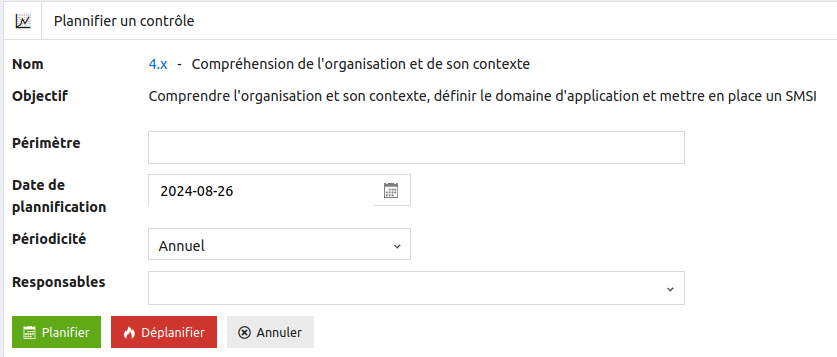 Plannifier un contrôle
Nom 4.x - Compréhension de l'organisation et de son contexte
Objectif Comprendre l'organisation et son contexte, définir le domaine d'application et mettre en place un SMSI
Périmètre
Date de
plannification
2024-08-26
Périodicité Annuel
Responsables
Planifier Déplanifier Annuler